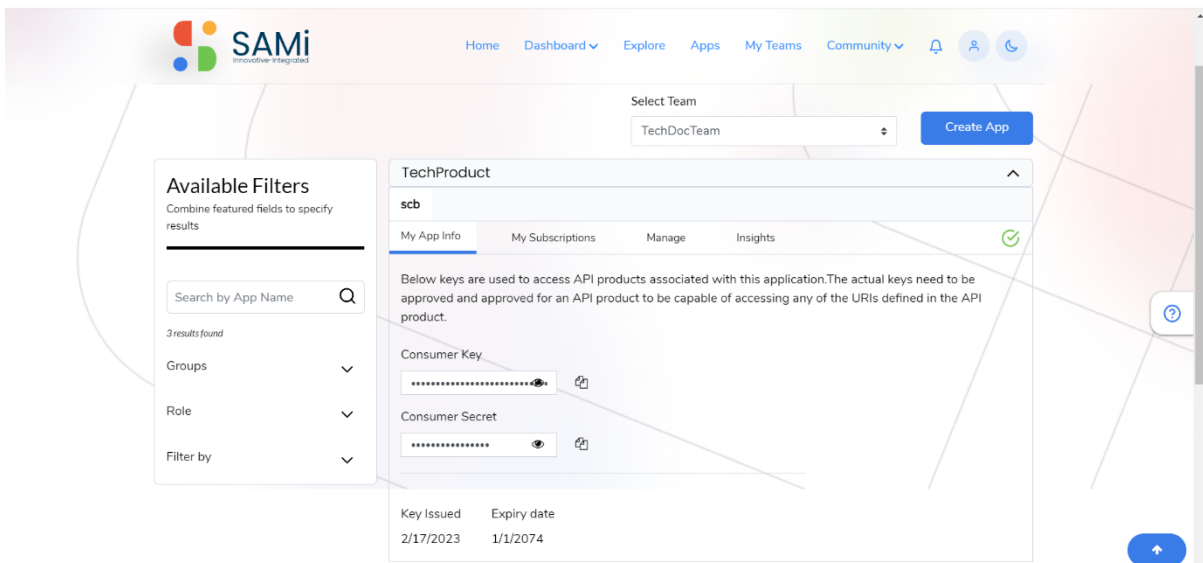 SAMi
Innovative-Integrated
Home Dashboard Explore Apps My Teams Community
Select Team
TechDocTeam
Create App
Available Filters
Combine featured fields to specify
results
Search by App Name
3 results found
Groups
Role
Filter by
TechProduct
scb
My App Info My Subscriptions Manage Insights
Below keys are used to access API products associated with this application.The actual keys need to be
approved and approved for an API product to be capable of accessing any of the URIs defined in the API
product.
Consumer Key
Consumer Secret
Key Issued Expiry date
2/17/2023 1/1/2074